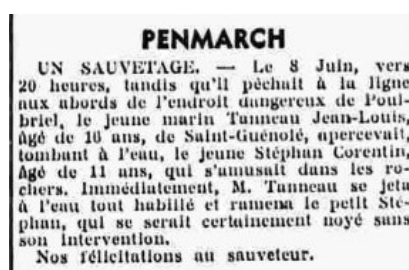 PENMARCH
UN SAUVETAGE. — Le 8 Juin, vers
20 heures, tandis qu'il pêchait à la ligne
aux abords de l'endroit dangereux de Poul-
briel, le jeune marin Tanneau Jean-Louis,
âgé de 16 ans, de Saint-Guénolé, apercevait,
tombant à l'eau, le jeune Stéphan Corentin,
âgé de 11 ans, qui s'amusait dans les ro-
chers. Immédiatement, M. Tanneau se jeta
à l'eau tout habillé et ramena le petit Sté-
phan, qui se serait certainement noyé sans
son intervention.
Nos félicitations au sauveteur.